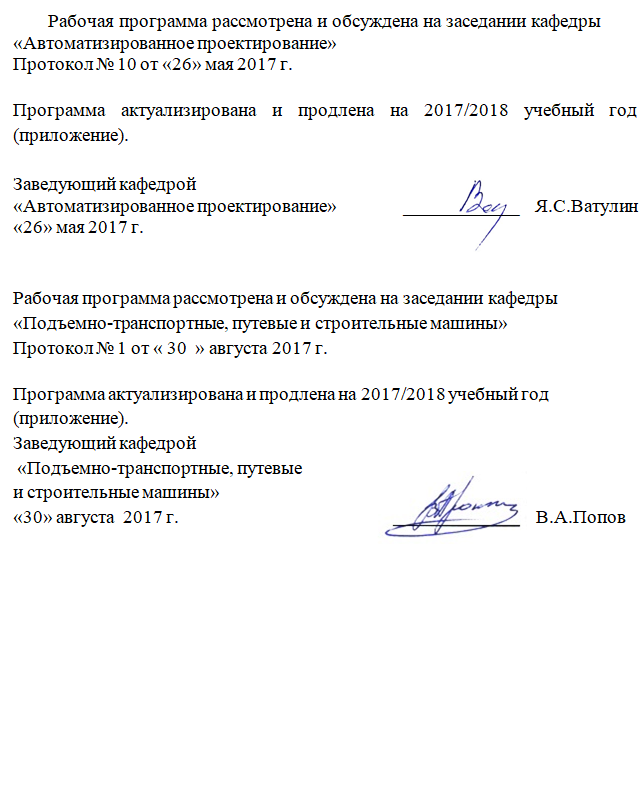 Рабочая программа рассмотрена и обсуждена на заседании кафедры
«Автоматизированное проектирование»
Протокол № 10 от «26» мая 2017 г.
Программа актуализирована и продлена на 2017/2018 учебный год
(приложение).
Заведующий кафедрой
«Автоматизированное проектирование» Я.С.Ватулин
«26» мая 2017 г.
Рабочая программа рассмотрена и обсуждена на заседании кафедры
«Подъемно-транспортные, путевые и строительные машины»
Протокол № 1 от « 30 » августа 2017 г.
Программа актуализирована и продлена на 2017/2018 учебный год
(приложение).
Заведующий кафедрой
«Подъемно-транспортные, путевые
и строительные машины»
«30» августа 2017 г. В.А.Попов